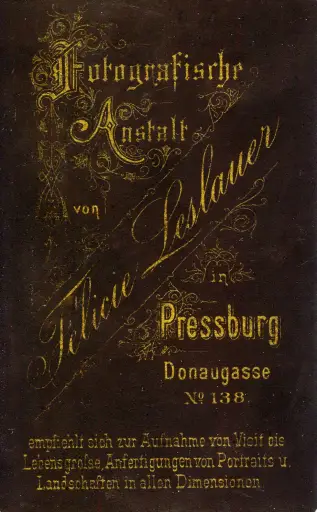 Fotografische
Anstalt
von
Filicie Leslauer
in
Pressburg
Donaugasse
No 138.
empfiehlt sich zur Aufnahme von Visit bis
Lebensgrosse, Anfertigungen von Portraits u.
Landschaften in allen Dimensionen